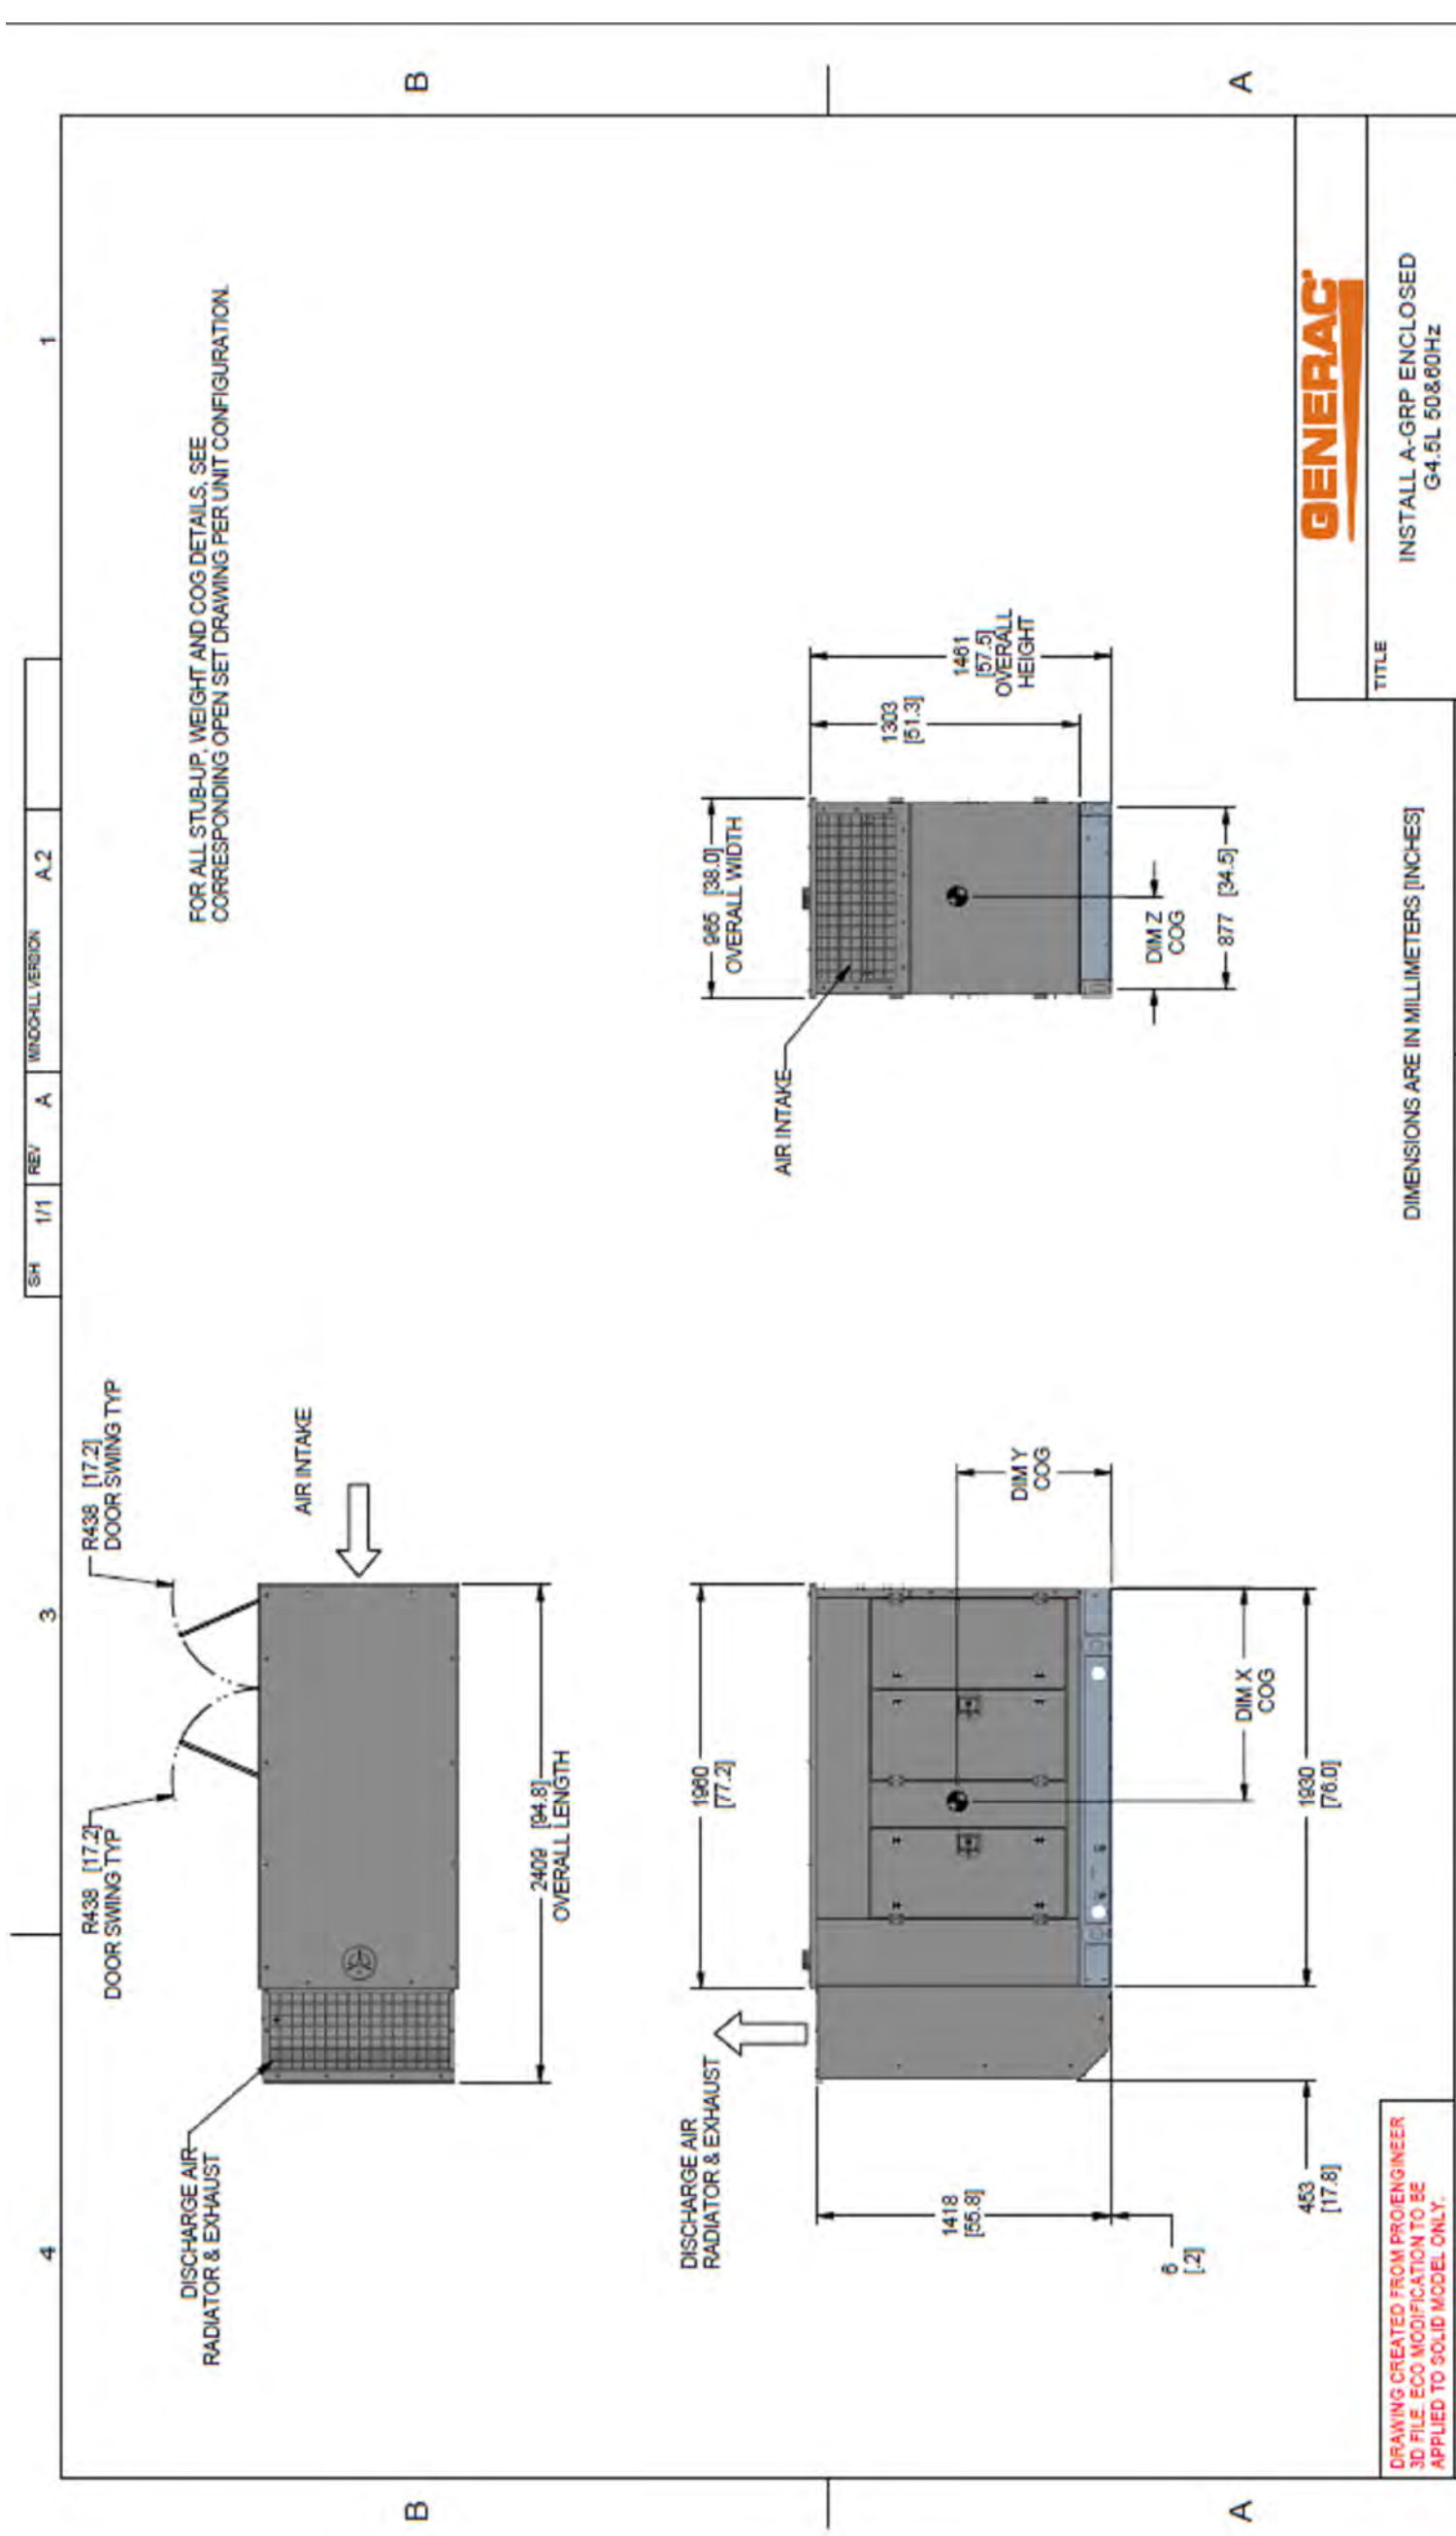 SH 1/1 REV A WINDCHILL VERSION A.2
4 3 1
B B
R438 [17.2]
DOOR SWING TYP
R438 [17.2]
DOOR SWING TYP
FOR ALL STUB-UP, WEIGHT AND COG DETAILS, SEE
CORRESPONDING OPEN SET DRAWING PER UNIT CONFIGURATION.
DISCHARGE AIR
RADIATOR & EXHAUST
AIR INTAKE
2409 [94.8]
OVERALL LENGTH
DISCHARGE AIR
RADIATOR & EXHAUST
1960
[77.2]
965 [38.0]
OVERALL WIDTH
AIR INTAKE
1303
[51.3]
1461
[57.5]
OVERALL
HEIGHT
1418
[55.8]
DIM Y
COG
DIM Z
COG
6
[.2]
877 [34.5]
DIM X
COG
453
[17.8]
1930
[76.0]
A A
DRAWING CREATED FROM PRO/ENGINEER
3D FILE. ECO MODIFICATION TO BE
APPLIED TO SOLID MODEL ONLY.
DIMENSIONS ARE IN MILLIMETERS [INCHES]
GENERAC
TITLE
INSTALL A-GRP ENCLOSED
G4.5L 50&60Hz